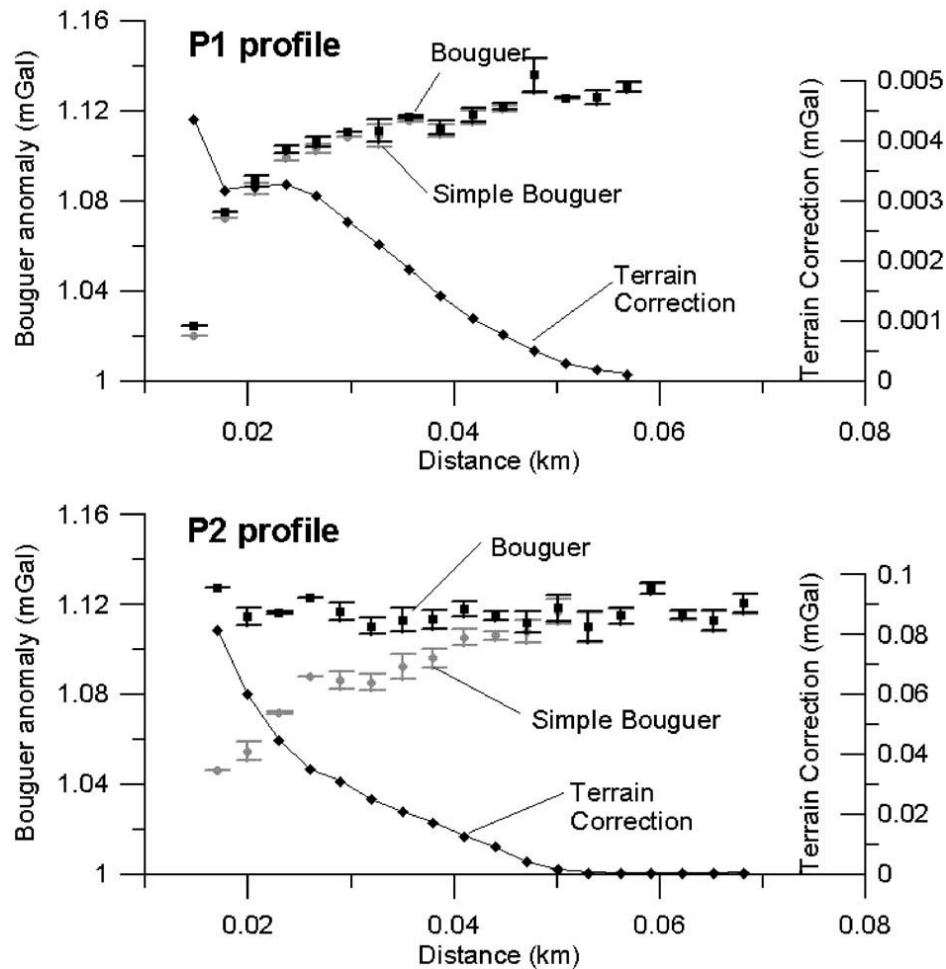 P1 profile
Bouguer anomaly (mGal)
1.16
1.12
1.08
1.04
1
Bouguer
Simple Bouguer
Terrain
Correction
Terrain Correction (mGal)
0.005
0.004
0.003
0.002
0.001
0
0.02
0.04
0.06
0.08
Distance (km)
P2 profile
Bouguer anomaly (mGal)
1.16
1.12
1.08
1.04
1
Bouguer
Simple Bouguer
Terrain
Correction
Terrain Correction (mGal)
0.1
0.08
0.06
0.04
0.02
0
0.02
0.04
0.06
0.08
Distance (km)